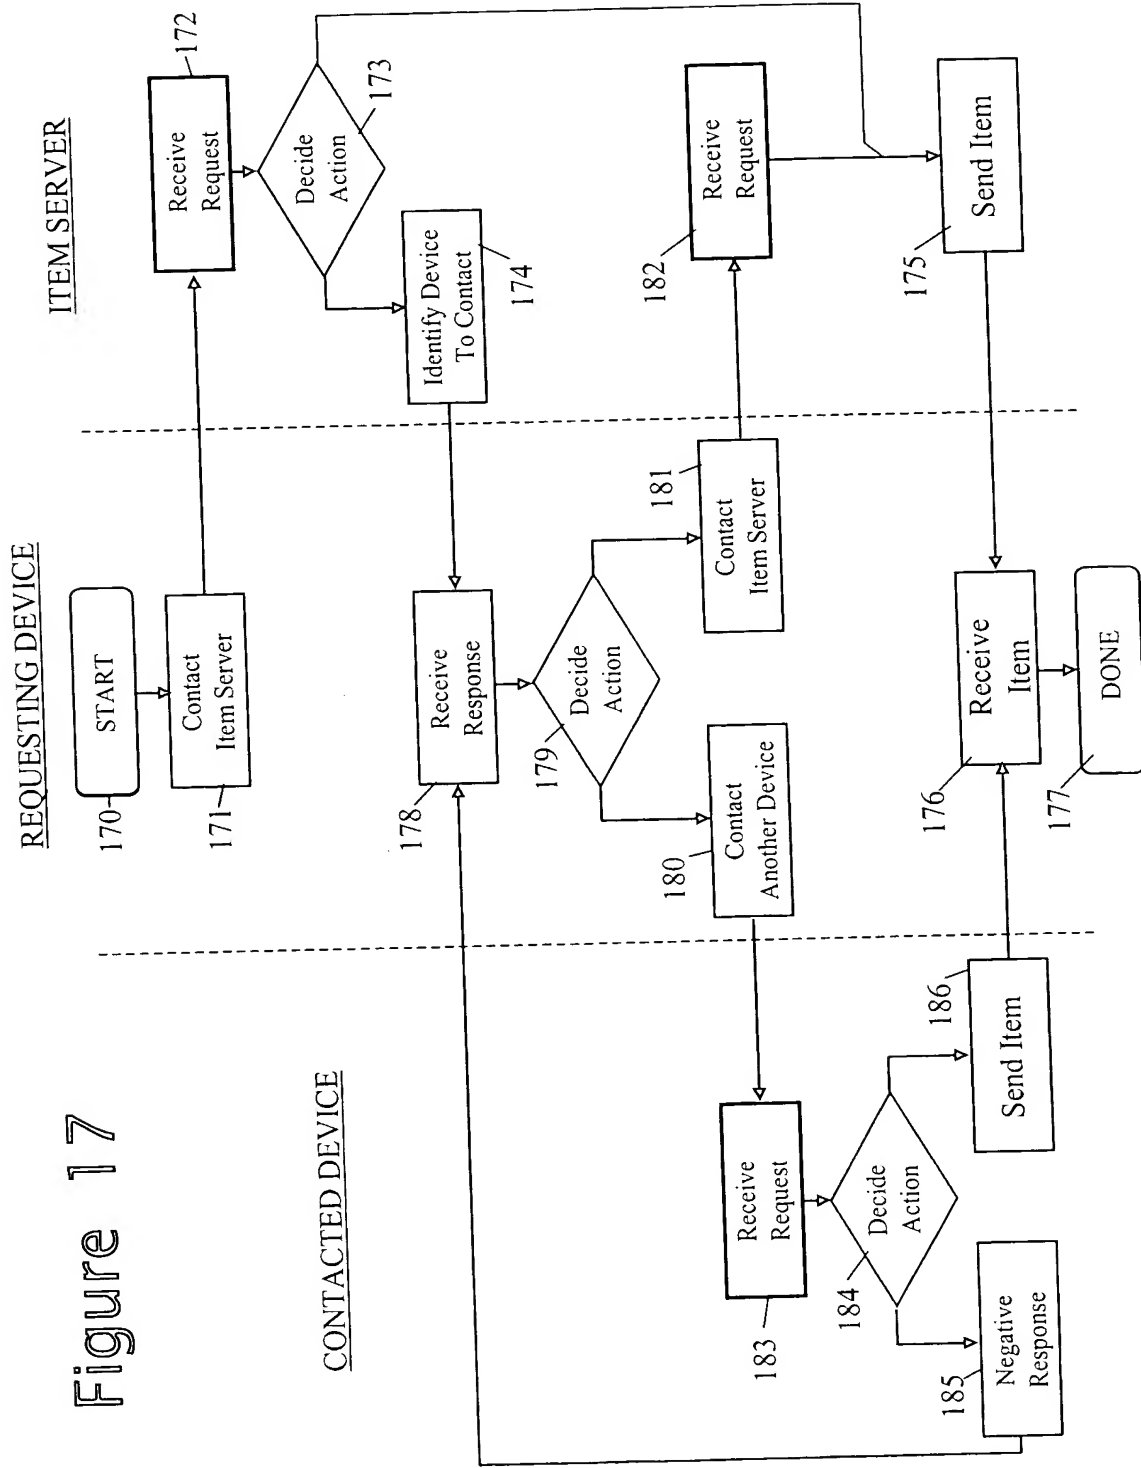 Figure 17
CONTACTED DEVICE
REQUESTING DEVICE
ITEM SERVER
START
170
Contact
Item Server
171
Receive
Request
172
Decide
Action
173
Identify Device
To Contact
174
Receive
Response
178
Decide
Action
179
Contact
Another Device
180
Contact
Item Server
181
Receive
Request
182
Receive
Request
183
Decide
Action
184
Negative
Response
185
Send Item
186
Send Item
175
Receive
Item
176
DONE
177